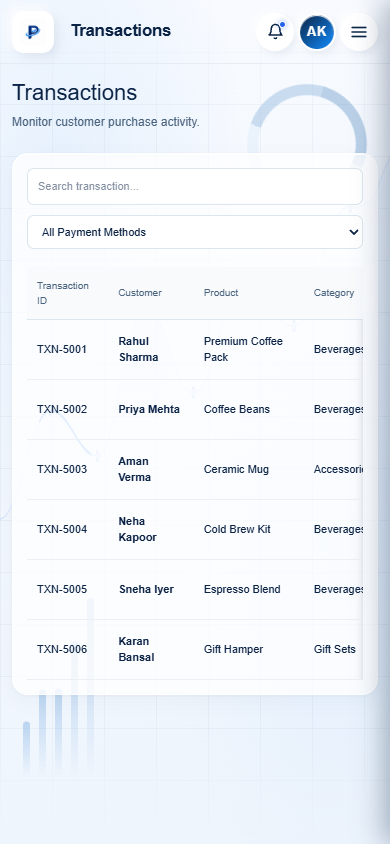 P
Transactions
AK
Transactions
Monitor customer purchase activity.
Search transaction...
All Payment Methods
Transaction
ID
Customer
Product
Category
TXN-5001
Rahul
Sharma
Premium Coffee
Pack
Beverages
TXN-5002
Priya Mehta
Coffee Beans
Beverages
TXN-5003
Aman
Verma
Ceramic Mug
Accessorie
TXN-5004
Neha
Kapoor
Cold Brew Kit
Beverages
TXN-5005
Sneha Iyer
Espresso Blend
Beverages
TXN-5006
Karan
Bansal
Gift Hamper
Gift Sets